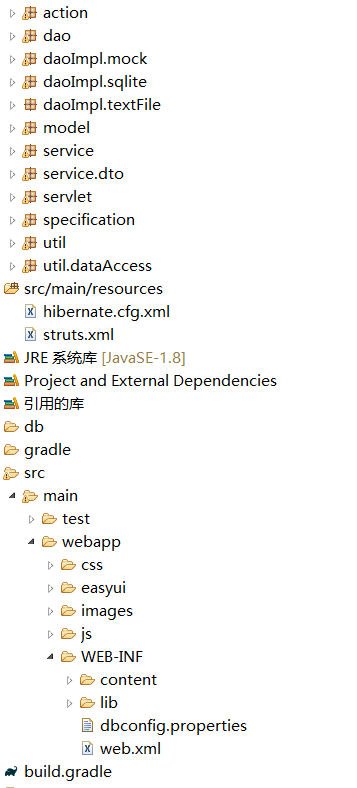 action
dao
daoImpl.mock
daoImpl.sqlite
daoImpl.textFile
model
service
service.dto
servlet
specification
util
util.dataAccess
src/main/resources
hibernate.cfg.xml
struts.xml
JRE 系统库 [JavaSE-1.8]
Project and External Dependencies
引用的库
db
gradle
src
main
test
webapp
css
easyui
images
js
WEB-INF
content
lib
dbconfig.properties
web.xml
build.gradle